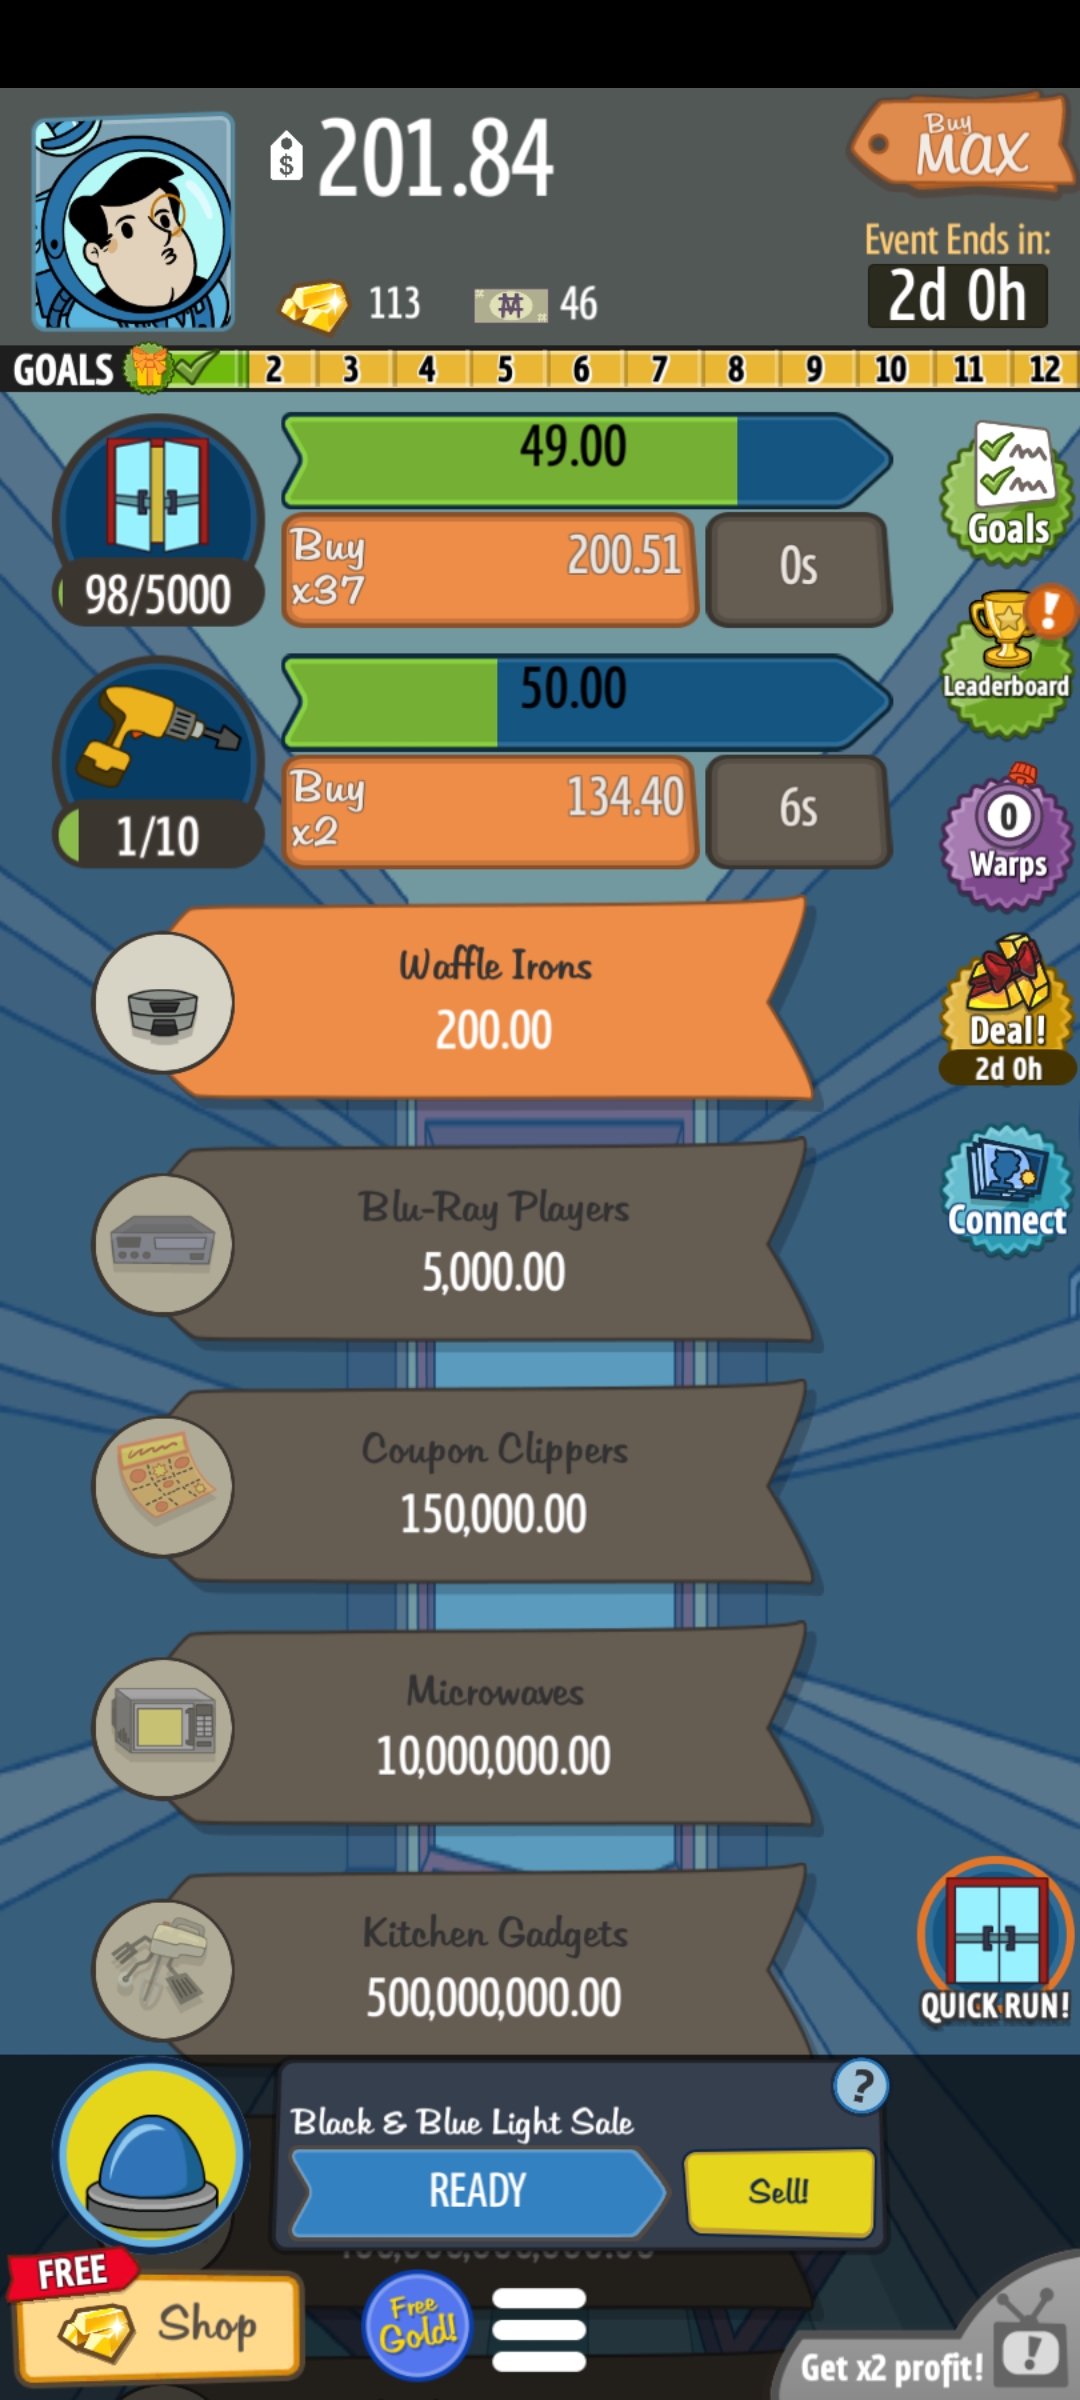 201.84
Buy
MAX
113
46
Event Ends in:
2d 0h
GOALS 2 3 4 5 6 7 8 9 10 11 12
49.00
Buy
x37
200.51
0s
98/5000
Goals
50.00
Buy
x2
134.40
6s
1/10
Leaderboard
0
Warps
Waffle Irons
200.00
Deal!
2d 0h
Blu-Ray Players
5,000.00
Connect
Coupon Clippers
150,000.00
Microwaves
10,000,000.00
Kitchen Gadgets
500,000,000.00
QUICK RUN!
Black & Blue Light Sale
?
READY
Sell!
FREE
Shop
Free
Gold!
Get x2 profit!